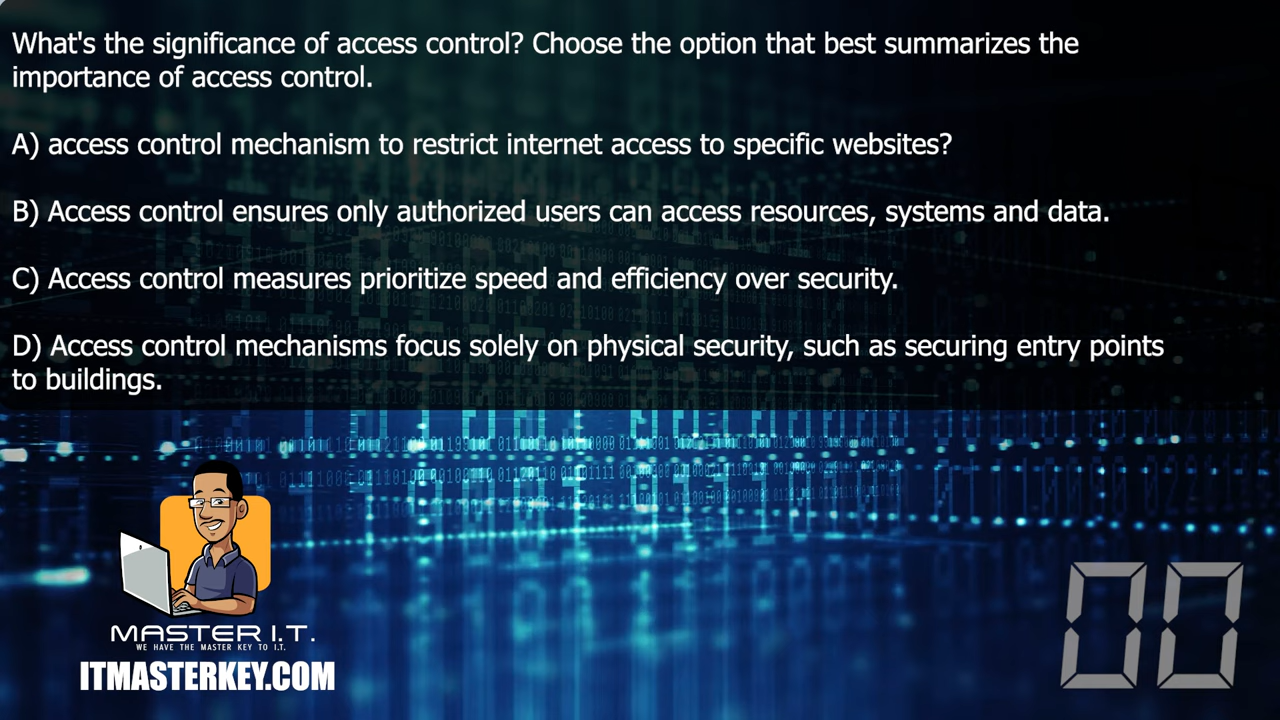 What's the significance of access control? Choose the option that best summarizes the
importance of access control.
A) access control mechanism to restrict internet access to specific websites?
B) Access control ensures only authorized users can access resources, systems and data.
C) Access control measures prioritize speed and efficiency over security.
D) Access control mechanisms focus solely on physical security, such as securing entry points
to buildings.
MASTER I.T.
WE HAVE THE MASTER KEY TO I.T.
ITMASTERKEY.COM
00